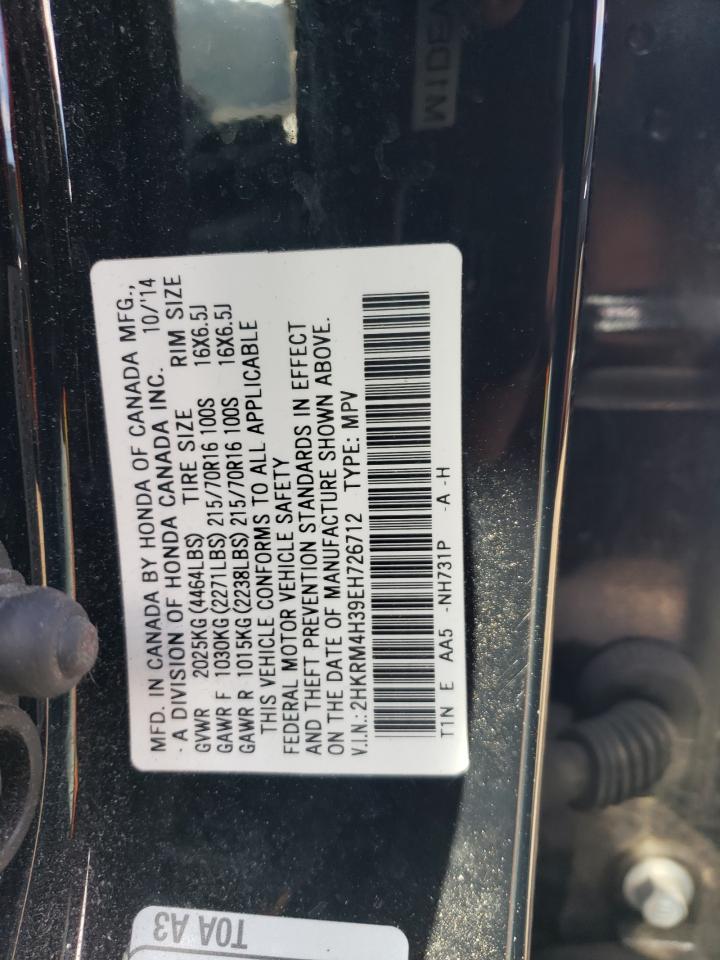 MFD. IN CANADA BY HONDA OF CANADA MFG.,
- A DIVISION OF HONDA CANADA INC. 10/'14
GVWR 2025KG(4464LBS) TIRE SIZE RIM SIZE
GAWR F 1030KG(2271LBS) 215/70R16 100S 16X6.5J
GAWR R 1015KG(2238LBS) 215/70R16 100S 16X6.5J
THIS VEHICLE CONFORMS TO ALL APPLICABLE
FEDERAL MOTOR VEHICLE SAFETY
AND THEFT PREVENTION STANDARDS IN EFFECT
ON THE DATE OF MANUFACTURE SHOWN ABOVE.
V.I.N.:2HKRM4H39EH726712 TYPE: MPV
T1N E AA5 -NH731P -A -H
T0A A3